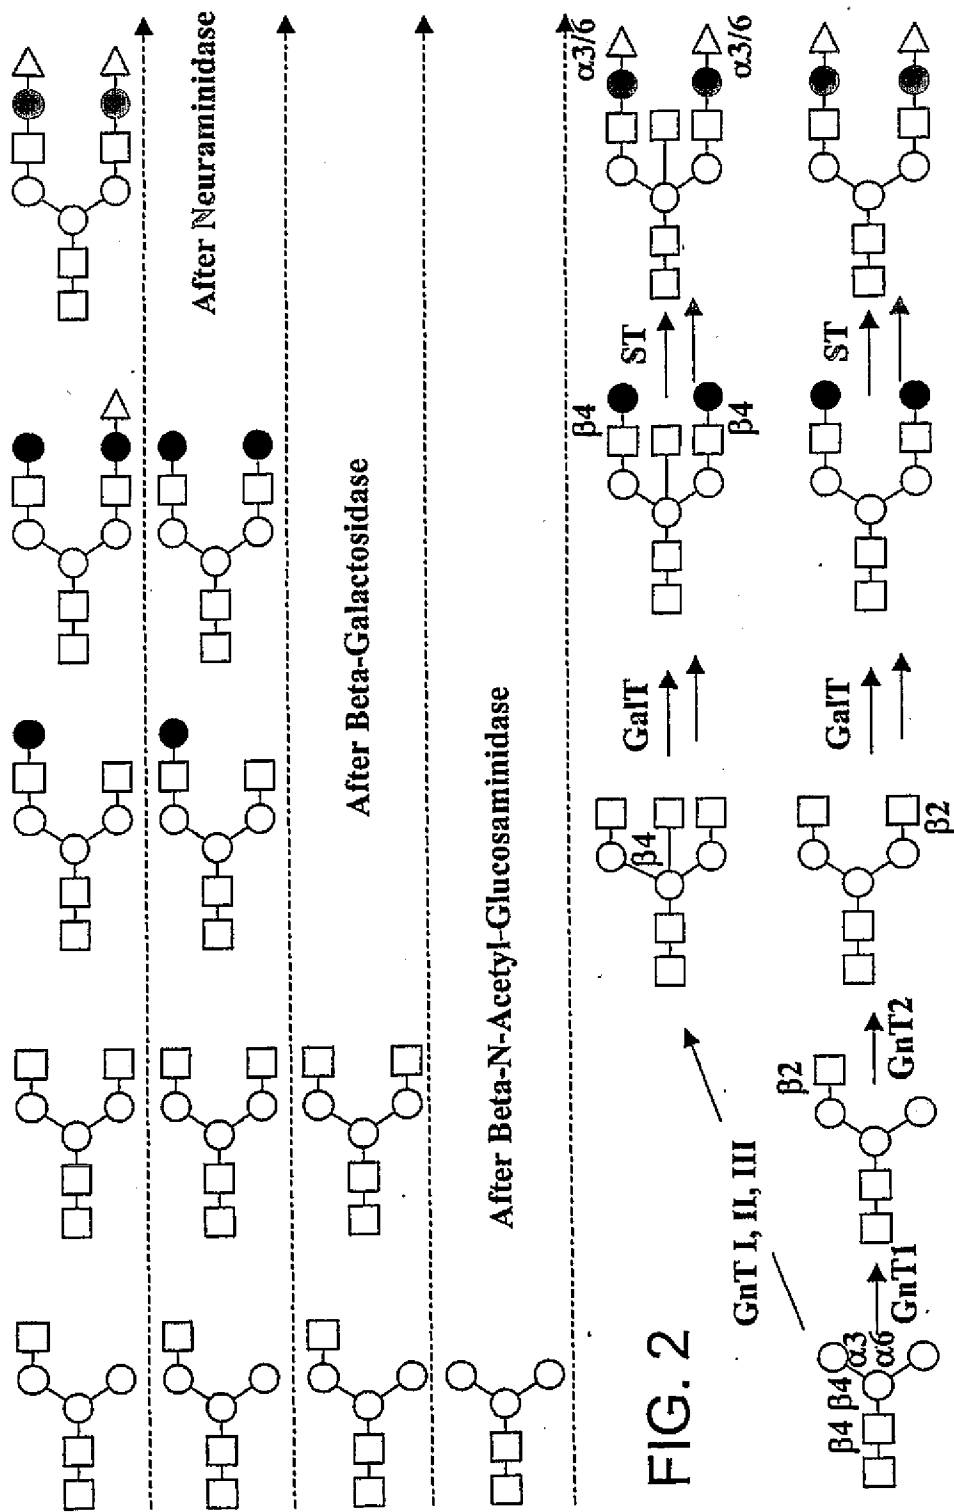 After Neuraminidase
After Beta-Galactosidase
After Beta-N-Acetyl-Glucosaminidase
FIG. 2
GnT I, II, III
β4
GalT
β4
β4
ST
α3/6
α3/6
β4 β4
α3
α6
GnT1
β2
GnT2
β2
GalT
ST